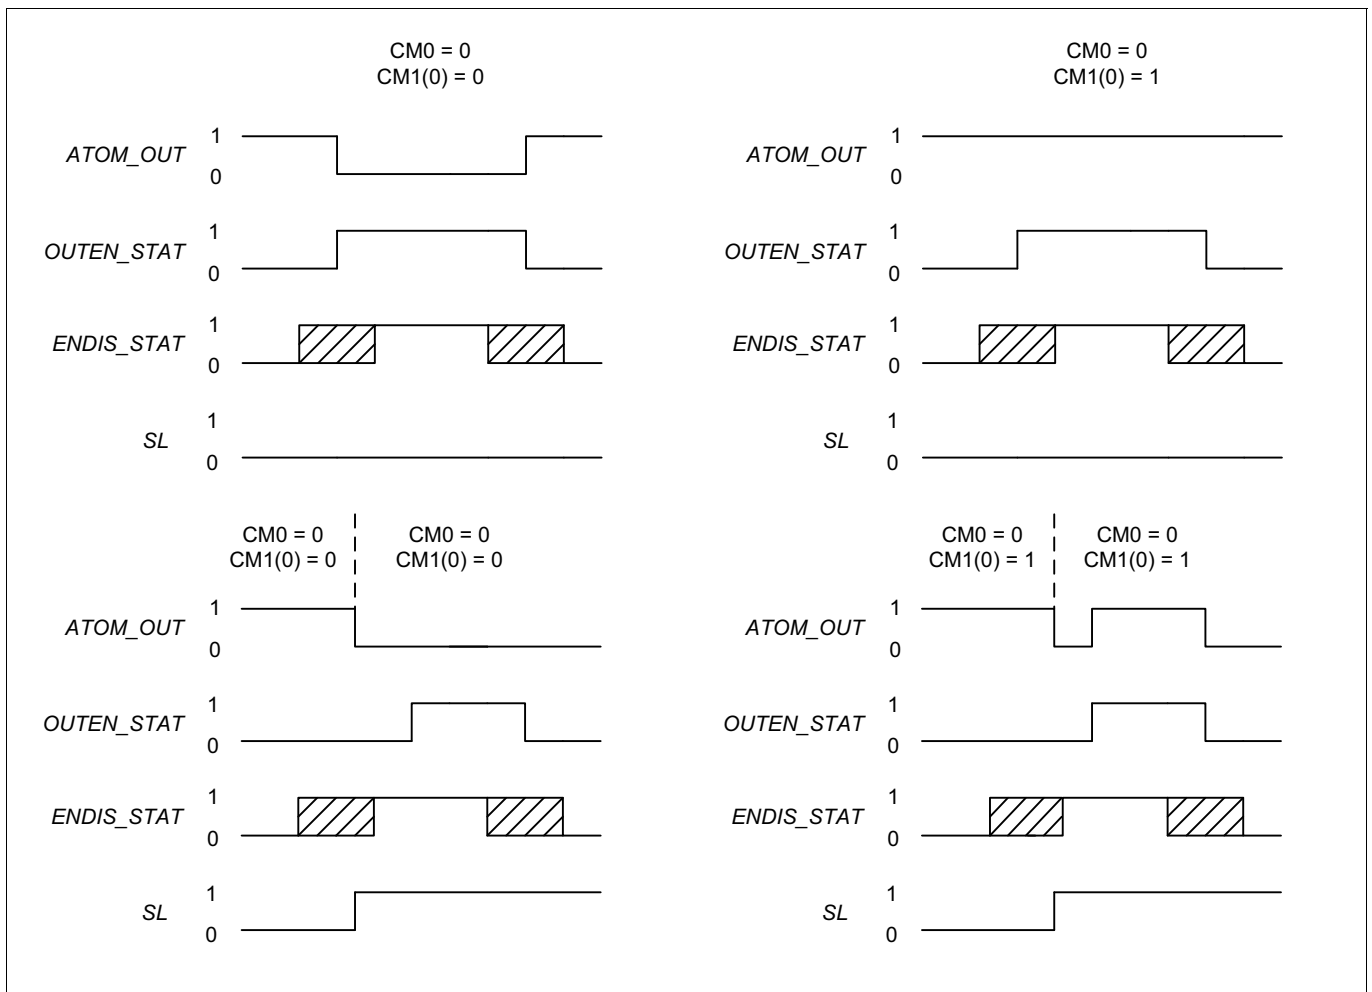 CM0 = 0
CM1(0) = 0
ATOM_OUT
1
0
OUTEN_STAT
1
0
ENDIS_STAT
1
0
SL
1
0
CM0 = 0
CM1(0) = 1
ATOM_OUT
1
0
OUTEN_STAT
1
0
ENDIS_STAT
1
0
SL
1
0
CM0 = 0
CM1(0) = 0
CM0 = 0
CM1(0) = 0
ATOM_OUT
1
0
OUTEN_STAT
1
0
ENDIS_STAT
1
0
SL
1
0
CM0 = 0
CM1(0) = 1
CM0 = 0
CM1(0) = 1
ATOM_OUT
1
0
OUTEN_STAT
1
0
ENDIS_STAT
1
0
SL
1
0